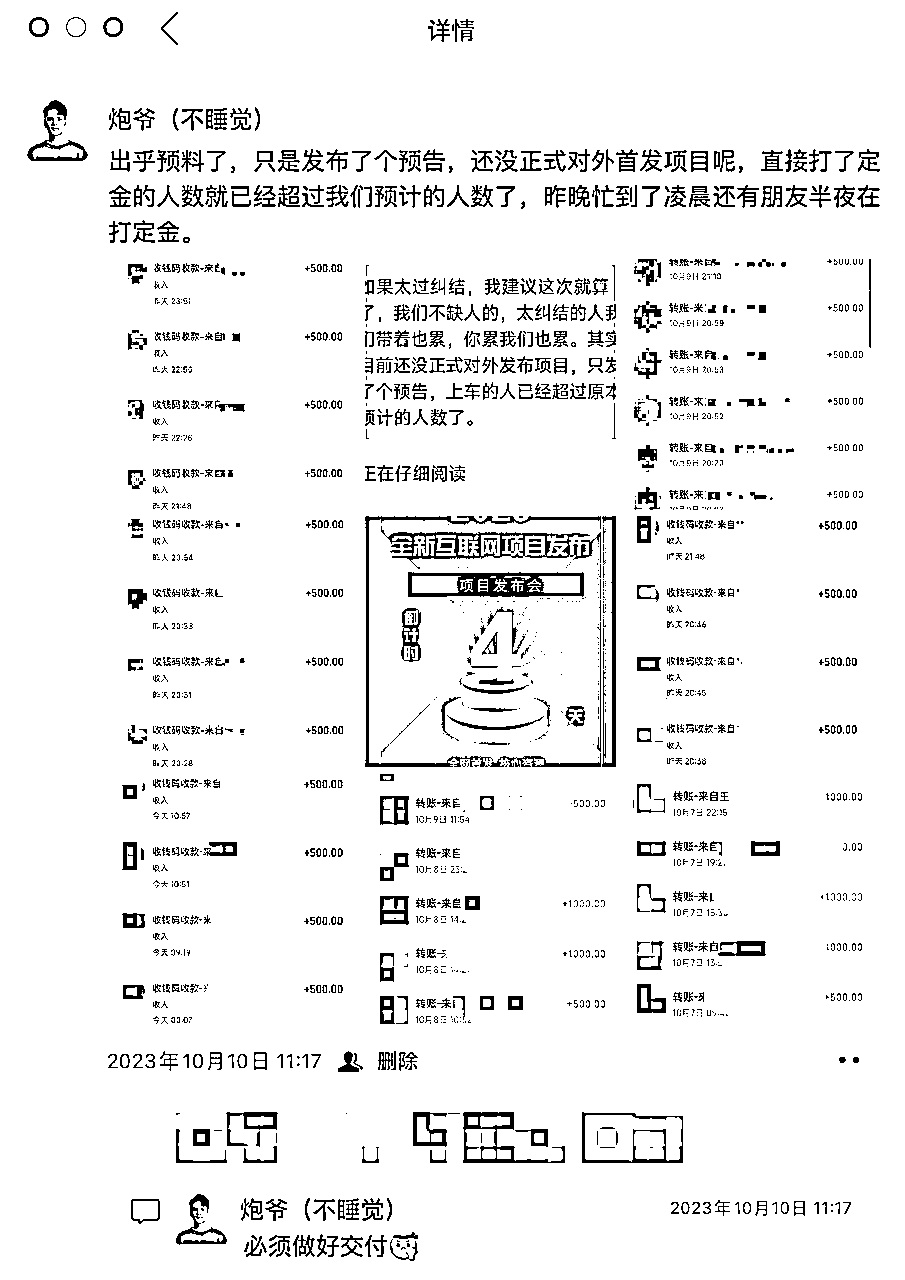 详情
炮爷（不睡觉）
出乎预料了，只是发布了个预告，还没正式对外首发项目呢，直接打了定
金的人数就已经超过我们预计的人数了，昨晚忙到了凌晨还有朋友半夜在
打定金。
收钱码收款-来自
+500.00
收入
昨天 23:51
收钱码收款-来自
+500.00
收入
昨天 22:53
收钱码收款-来自
+500.00
收入
昨天 22:26
收钱码收款-来自
+500.00
收入
昨天 21:48
果太过纠结，我建议这次就算
了，我们不缺人的，太纠结的人我
们带着也累，你累我们也累。其实
目前还没正式对外发布项目，只发
了个预告，上车的人已经超过原本
预计的人数了。
正在仔细阅读
转账-来自
+500.00
10月9日 21:10
转账-来
+500.00
10月9日 20:59
转账-来自
+500.00
10月9日 20:53
转账-来
+500.00
10月9日 20:52
转账-来自
+500.00
10月9日 20:20
转账-来自
+500.00
收钱码收款-来自
+500.00
收入
昨天 20:54
收钱码收款-来
+500.00
收入
昨天 20:33
收钱码收款-来自
+500.00
收入
昨天 20:31
收钱码收款-来自
+500.00
收入
昨天 20:28
全新互联网项目发布
项目发布会
倒计时
4
天
收钱码收款-来自
+500.00
收入
昨天 21:48
收钱码收款-来自
+500.00
收入
昨天 20:46
收钱码收款-来自
+500.00
收入
昨天 20:45
收钱码收款-来自
+500.00
收入
昨天 20:38
收钱码收款-来自
+500.00
收入
今天 10:57
收钱码收款-来
+500.00
收入
今天 10:51
收钱码收款-来
+500.00
收入
今天 09:19
收钱码收款-
+500.00
收入
转账-来自
500.00
10月9日 11:54
转账-来自
10月8日
转账-来自
+1000.00
10月8日
转账-
+1000.00
10月8日
转账-来
+500.00
10月8日
转账-来自王
1000.00
10月7日 22:15
转账-来自
0.00
10月7日
转账-来
+1000.00
10月7日
转账-来自
1000.00
10月7日
转账-
+500.00
10月7日
2023年10月10日 11:17
删除
炮爷（不睡觉）
2023年10月10日 11:17
必须做好交付